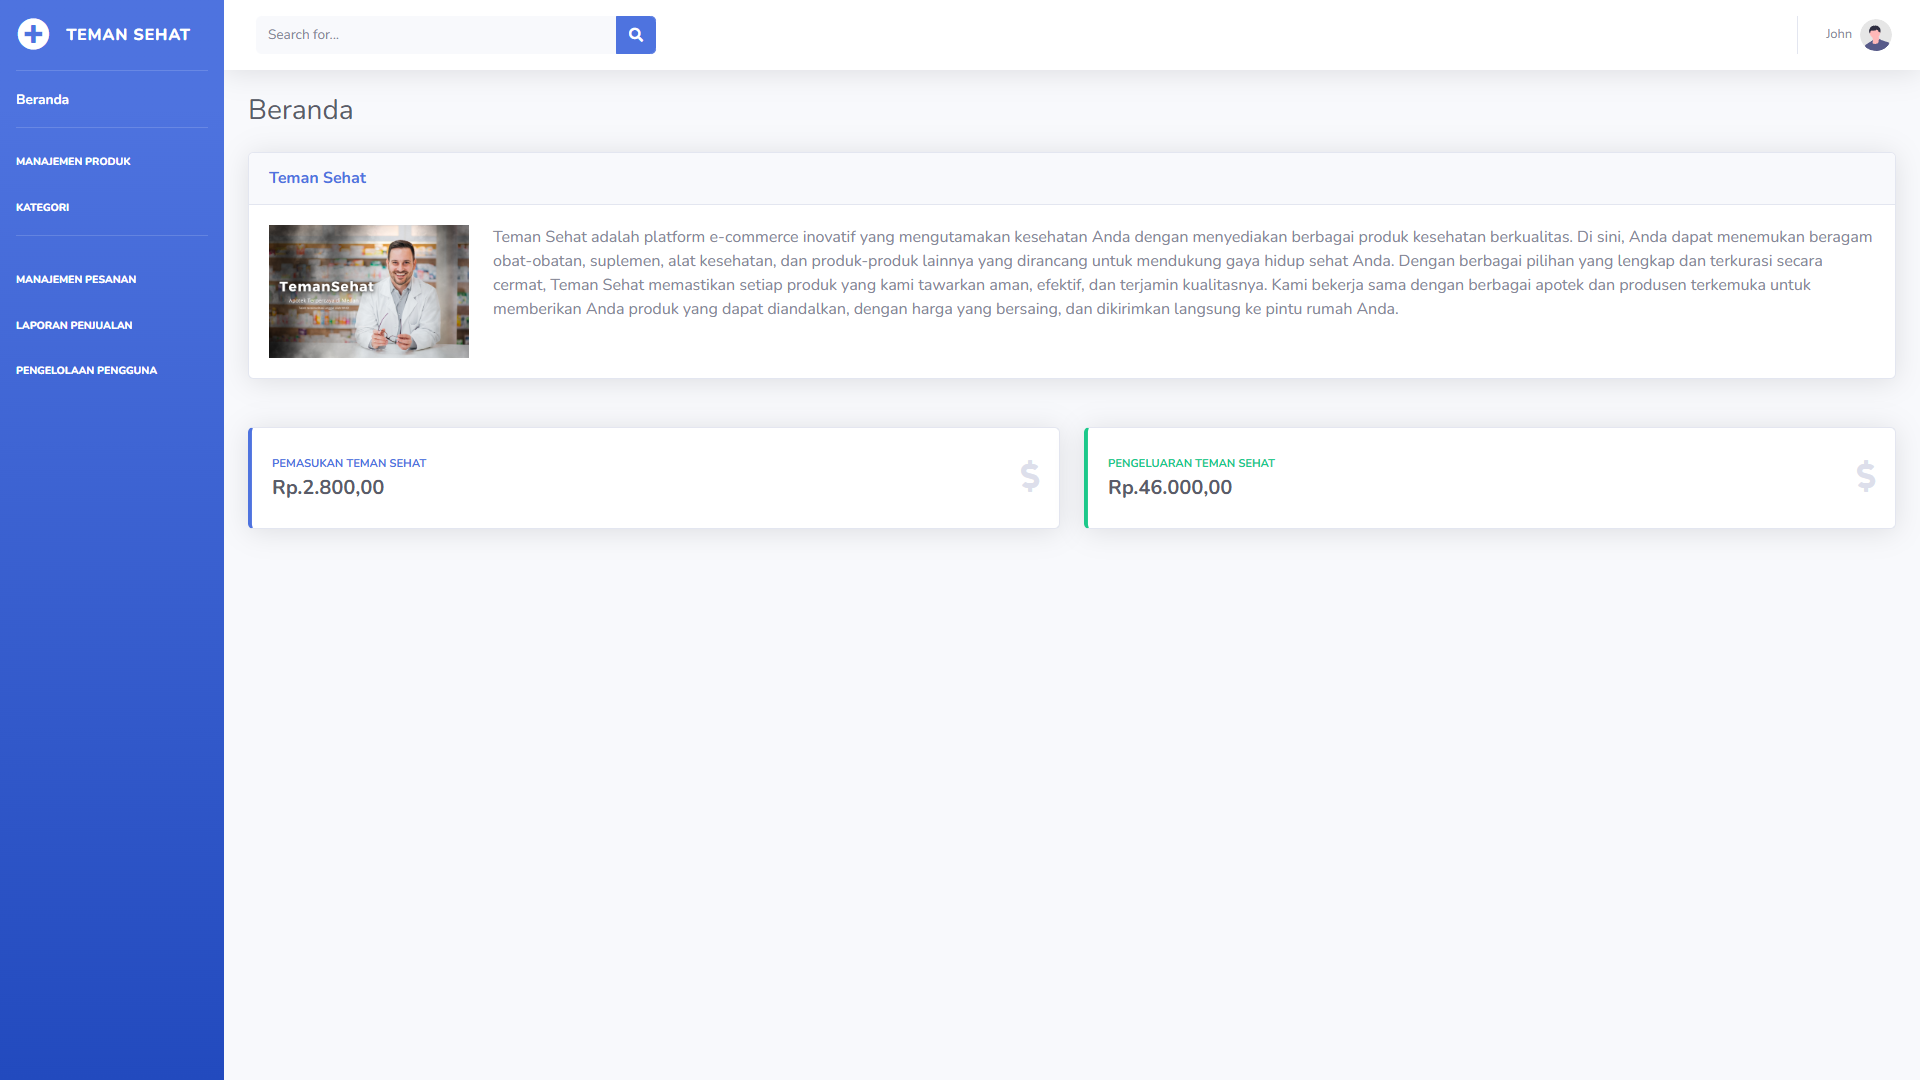 TEMAN SEHAT
Search for...
John
Beranda
MANAJEMEN PRODUK
KATEGORI
MANAJEMEN PESANAN
LAPORAN PENJUALAN
PENGELOLAAN PENGGUNA
Beranda
Teman Sehat
TemanSehat
Teman Sehat adalah platform e-commerce inovatif yang mengutamakan kesehatan Anda dengan menyediakan berbagai produk kesehatan berkualitas. Di sini, Anda dapat menemukan beragam
obat-obatan, suplemen, alat kesehatan, dan produk-produk lainnya yang dirancang untuk mendukung gaya hidup sehat Anda. Dengan berbagai pilihan yang lengkap dan terkurasi secara
cermat, Teman Sehat memastikan setiap produk yang kami tawarkan aman, efektif, dan terjamin kualitasnya. Kami bekerja sama dengan berbagai apotek dan produsen terkemuka untuk
memberikan Anda produk yang dapat diandalkan, dengan harga yang bersaing, dan dikirimkan langsung ke pintu rumah Anda.
PEMASUKAN TEMAN SEHAT
Rp.2.800,00
PENGELUARAN TEMAN SEHAT
Rp.46.000,00